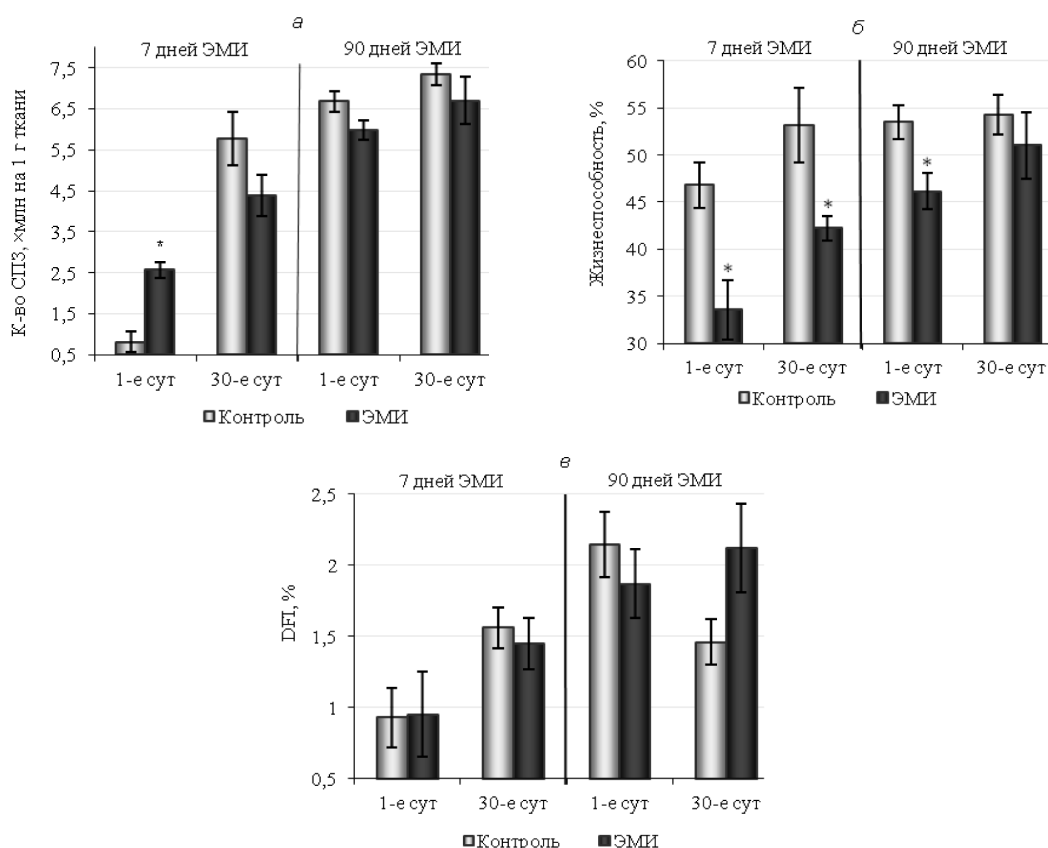 а
7 дней ЭМИ 90 дней ЭМИ
К-во СПЗ, ×млн на 1 г ткани
7,5
6,5
5,5
4,5
3,5
2,5
1,5
0,5
*
1-е сут 30-е сут 1-е сут 30-е сут
Контроль ЭМИ
б
7 дней ЭМИ 90 дней ЭМИ
Жизнеспособность, %
60
55
50
45
40
35
30
*
*
*
1-е сут 30-е сут 1-е сут 30-е сут
Контроль ЭМИ
в
7 дней ЭМИ 90 дней ЭМИ
DFI, %
2,5
2
1,5
1
0,5
1-е сут 30-е сут 1-е сут 30-е сут
Контроль ЭМИ